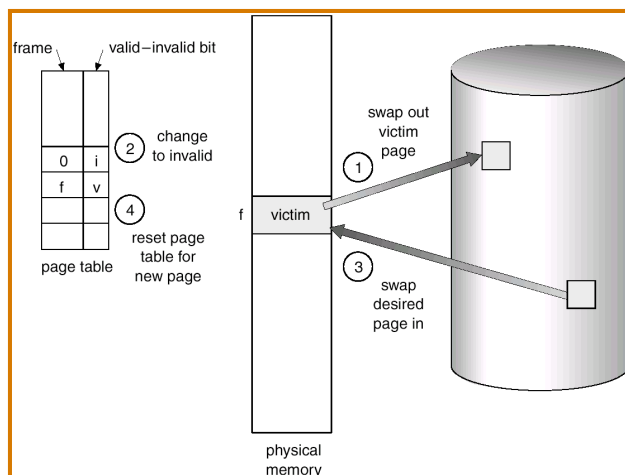 frame
valid–invalid bit
0 i
f v
page table
2
change
to invalid
4
reset page
table for
new page
f
victim
physical
memory
swap out
victim
page
1
3
swap
desired
page in